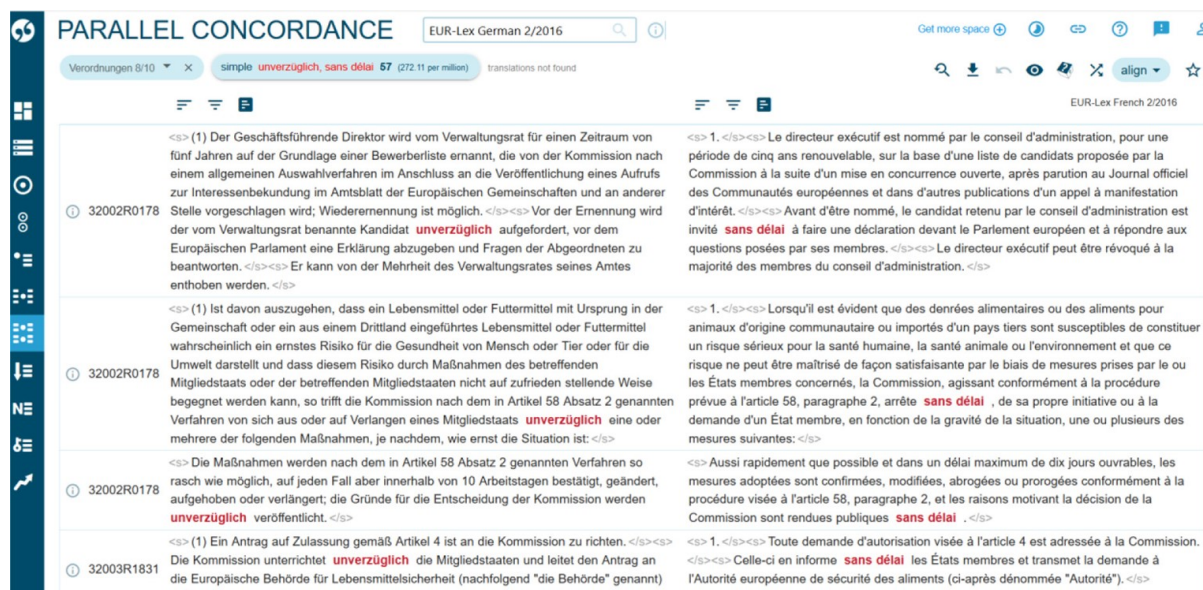 PARALLEL CONCORDANCE
EUR-Lex German 2/2016
Get more space
Verordnungen 8/10
simple unverzüglich, sans délai 57 (272.11 per million)
translations not found
align
EUR-Lex French 2/2016
32002R0178
<s> (1) Der Geschäftsführende Direktor wird vom Verwaltungsrat für einen Zeitraum von
fünf Jahren auf der Grundlage einer Bewerberliste ernannt, die von der Kommission nach
einem allgemeinen Auswahlverfahren im Anschluss an die Veröffentlichung eines Aufrufs
zur Interessenbekundung im Amtsblatt der Europäischen Gemeinschaften und an anderer
Stelle vorgeschlagen wird; Wiederernennung ist möglich. </s><s> Vor der Ernennung wird
der vom Verwaltungsrat benannte Kandidat unverzüglich aufgefordert, vor dem
Europäischen Parlament eine Erklärung abzugeben und Fragen der Abgeordneten zu
beantworten. </s><s> Er kann von der Mehrheit des Verwaltungsrates seines Amtes
enthoben werden. </s>
<s> 1. </s><s> Le directeur exécutif est nommé par le conseil d'administration, pour une
période de cinq ans renouvelable, sur la base d'une liste de candidats proposée par la
Commission à la suite d'un mise en concurrence ouverte, après parution au Journal officiel
des Communautés européennes et dans d'autres publications d'un appel à manifestation
d'intérêt. </s><s> Avant d'être nommé, le candidat retenu par le conseil d'administration est
invité sans délai à faire une déclaration devant le Parlement européen et à répondre aux
questions posées par ses membres. </s><s> Le directeur exécutif peut être révoqué à la
majorité des membres du conseil d'administration. </s>
32002R0178
<s> (1) Ist davon auszugehen, dass ein Lebensmittel oder Futtermittel mit Ursprung in der
Gemeinschaft oder ein aus einem Drittland eingeführtes Lebensmittel oder Futtermittel
wahrscheinlich ein ernstes Risiko für die Gesundheit von Mensch oder Tier oder für die
Umwelt darstellt und dass diesem Risiko durch Maßnahmen des betreffenden
Mitgliedstaats oder der betreffenden Mitgliedstaaten nicht auf zufrieden stellende Weise
begegnet werden kann, so trifft die Kommission nach dem in Artikel 58 Absatz 2 genannten
Verfahren von sich aus oder auf Verlangen eines Mitgliedstaats unverzüglich eine oder
mehrere der folgenden Maßnahmen, je nachdem, wie ernst die Situation ist: </s>
<s> 1. </s><s> Lorsqu'il est évident que des denrées alimentaires ou des aliments pour
animaux d'origine communautaire ou importés d'un pays tiers sont susceptibles de constituer
un risque sérieux pour la santé humaine, la santé animale ou l'environnement et que ce
risque ne peut être maîtrisé de façon satisfaisante par le biais de mesures prises par le ou
les États membres concernés, la Commission, agissant conformément à la procédure
prévue à l'article 58, paragraphe 2, arrête sans délai , de sa propre initiative ou à la
demande d'un État membre, en fonction de la gravité de la situation, une ou plusieurs des
mesures suivantes: </s>
32002R0178
<s> Die Maßnahmen werden nach dem in Artikel 58 Absatz 2 genannten Verfahren so
rasch wie möglich, auf jeden Fall aber innerhalb von 10 Arbeitstagen bestätigt, geändert,
aufgehoben oder verlängert; die Gründe für die Entscheidung der Kommission werden
unverzüglich veröffentlicht. </s>
<s> Aussi rapidement que possible et dans un délai maximum de dix jours ouvrables, les
mesures adoptées sont confirmées, modifiées, abrogées ou prorogées conformément à la
procédure visée à l'article 58, paragraphe 2, et les raisons motivant la décision de la
Commission sont rendues publiques sans délai . </s>
32003R1831
<s> (1) Ein Antrag auf Zulassung gemäß Artikel 4 ist an die Kommission zu richten. </s><s>
Die Kommission unterrichtet unverzüglich die Mitgliedstaaten und leitet den Antrag an
die Europäische Behörde für Lebensmittelsicherheit (nachfolgend "die Behörde" genannt)
<s> 1. </s><s> Toute demande d'autorisation visée à l'article 4 est adressée à la Commission.
</s><s> Celle-ci en informe sans délai les États membres et transmet la demande à
l'Autorité européenne de sécurité des aliments (ci-après dénommée "Autorité"). </s>